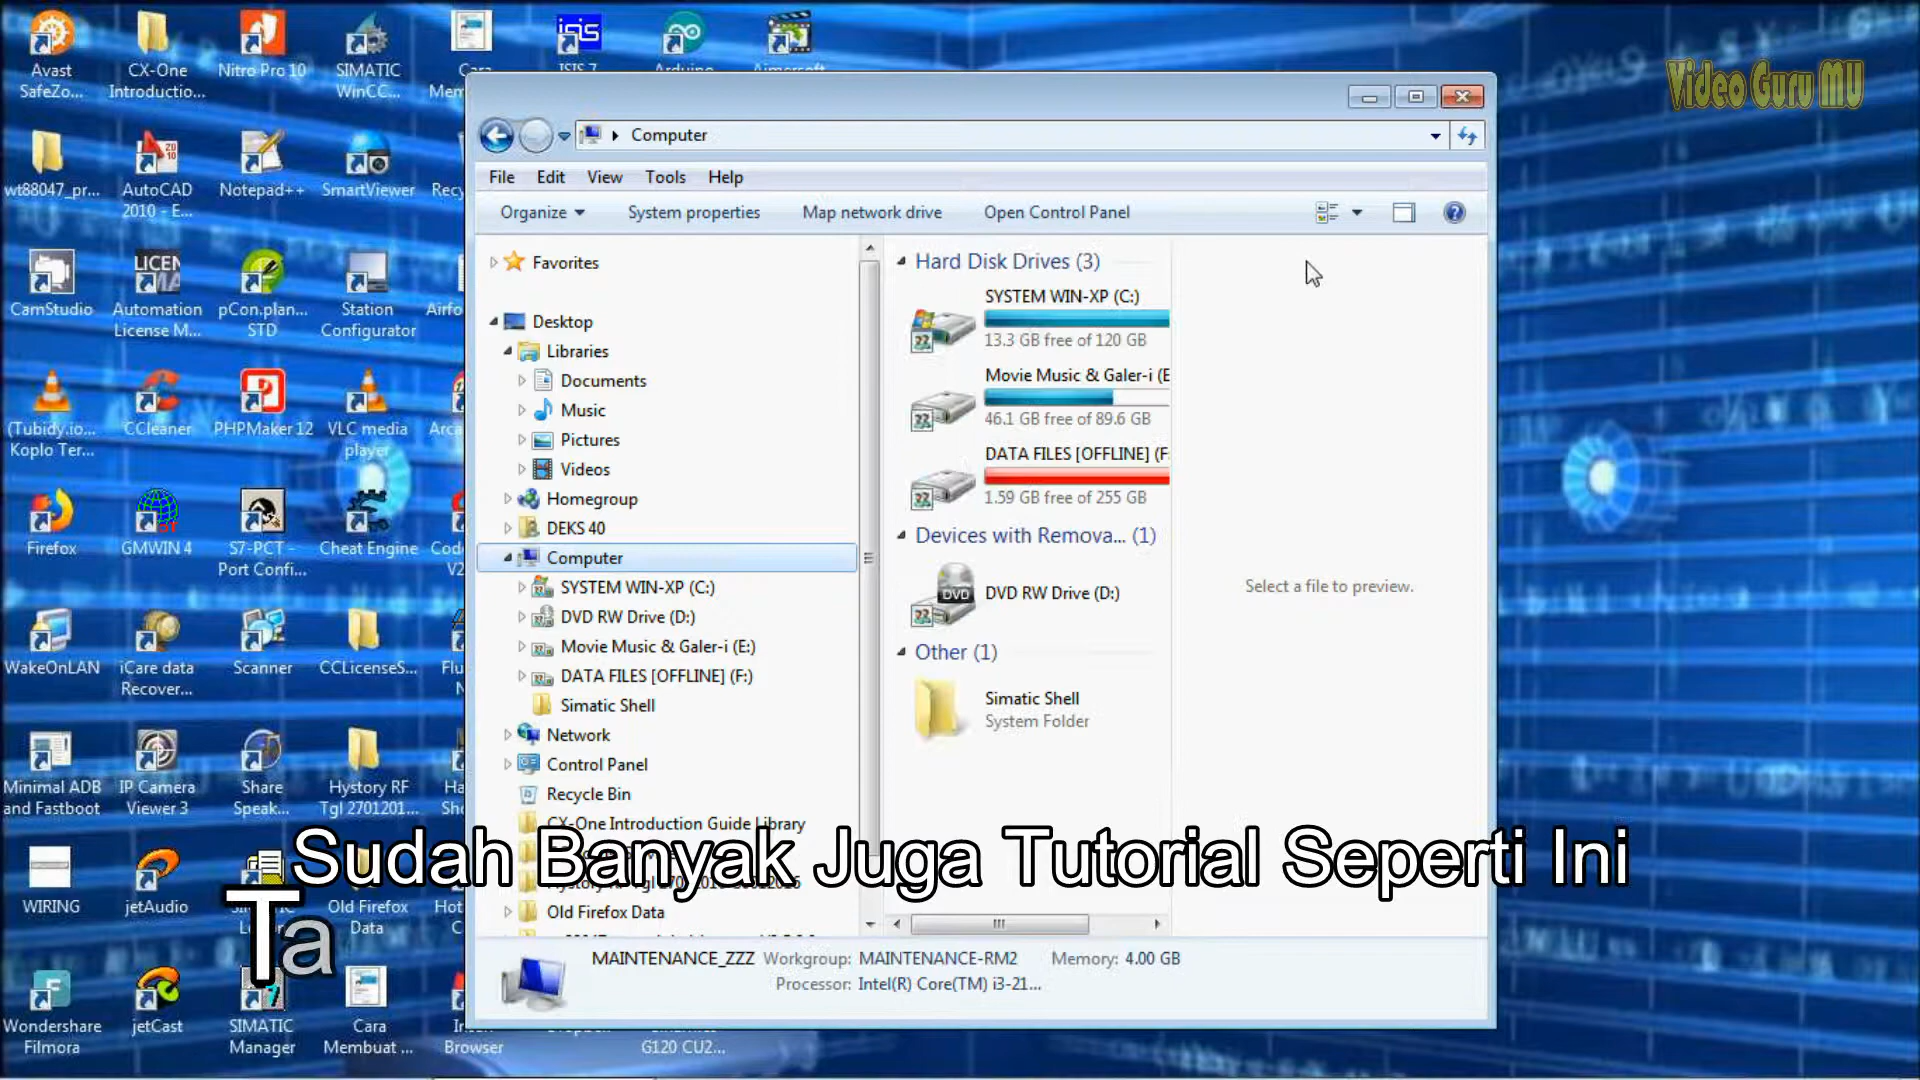 Avast
SafeZo...
CX-One
Introductio...
Nitro Pro 10
SIMATIC
WinCC...
Cara
ISIS 7
Arduino
Aimersoft
Video Guru MU
wt88047_pr...
AutoCAD
2010 - E...
Notepad++
SmartViewer
CamStudio
Automation
License M...
pCon.plan...
STD
Station
Configurator
(Tubidy.io...
Koplo Ter...
CCleaner
PHPMaker 12
VLC media
player
Firefox
GMWIN 4
S7-PCT -
Port Confi...
Cheat Engine
WakeOnLAN
iCare data
Recover...
Scanner
CCLicenseS...
Minimal ADB
and Fastboot
IP Camera
Viewer 3
Share
Speak...
Hystory RF
Tgl 2701201...
WIRING
jetAudio
Old Firefox
Data
Wondershare
Filmora
jetCast
SIMATIC
Manager
Cara
Membuat ...
Browser
G120 CU2...
Computer
File Edit View Tools Help
Organize System properties Map network drive Open Control Panel
Favorites
Desktop
Libraries
Documents
Music
Pictures
Videos
Homegroup
DEKS 40
Computer
SYSTEM WIN-XP (C:)
DVD RW Drive (D:)
Movie Music & Galer-i (E:)
DATA FILES [OFFLINE] (F:)
Simatic Shell
Network
Control Panel
Recycle Bin
CX-One Introduction Guide Library
Old Firefox Data
Hard Disk Drives (3)
SYSTEM WIN-XP (C:)
13.3 GB free of 120 GB
Movie Music & Galer-i (E
46.1 GB free of 89.6 GB
DATA FILES [OFFLINE] (F:
1.59 GB free of 255 GB
Devices with Remova... (1)
DVD
DVD RW Drive (D:)
Other (1)
Simatic Shell
System Folder
Select a file to preview.
MAINTENANCE_ZZZ Workgroup: MAINTENANCE-RM2 Memory: 4.00 GB
Processor: Intel(R) Core(TM) i3-21...
Sudah Banyak Juga Tutorial Seperti Ini
Ta